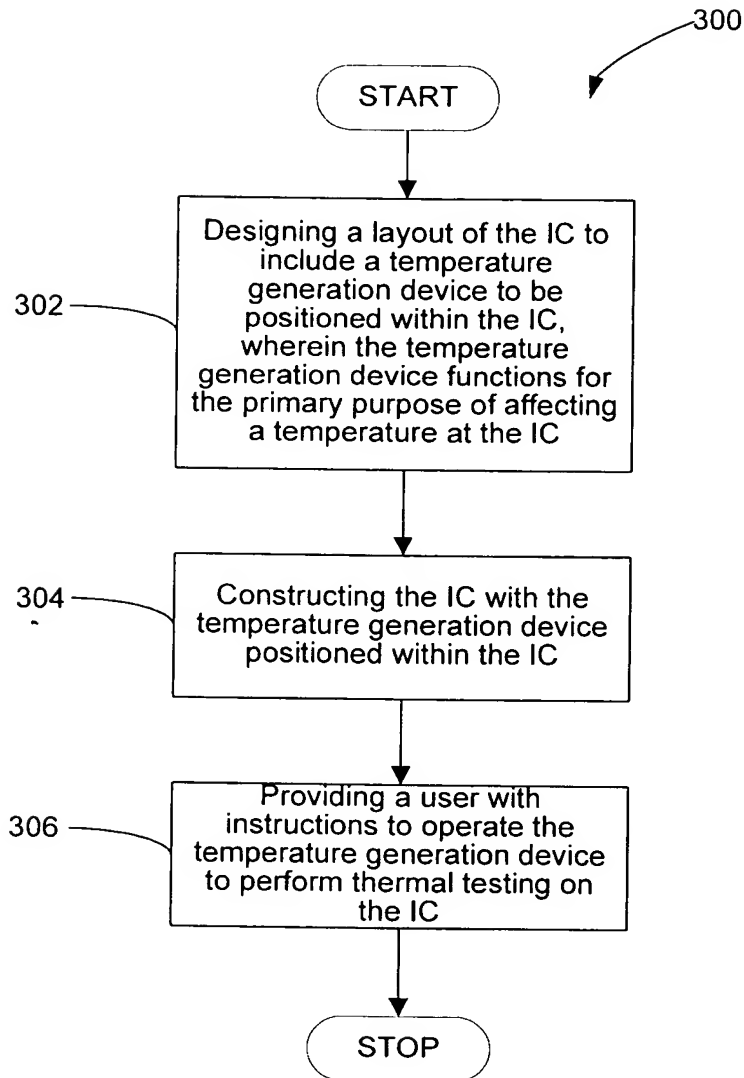 300
START
302
Designing a layout of the IC to
include a temperature
generation device to be
positioned within the IC,
wherein the temperature
generation device functions for
the primary purpose of affecting
a temperature at the IC
304
Constructing the IC with the
temperature generation device
positioned within the IC
306
Providing a user with
instructions to operate the
temperature generation device
to perform thermal testing on
the IC
STOP